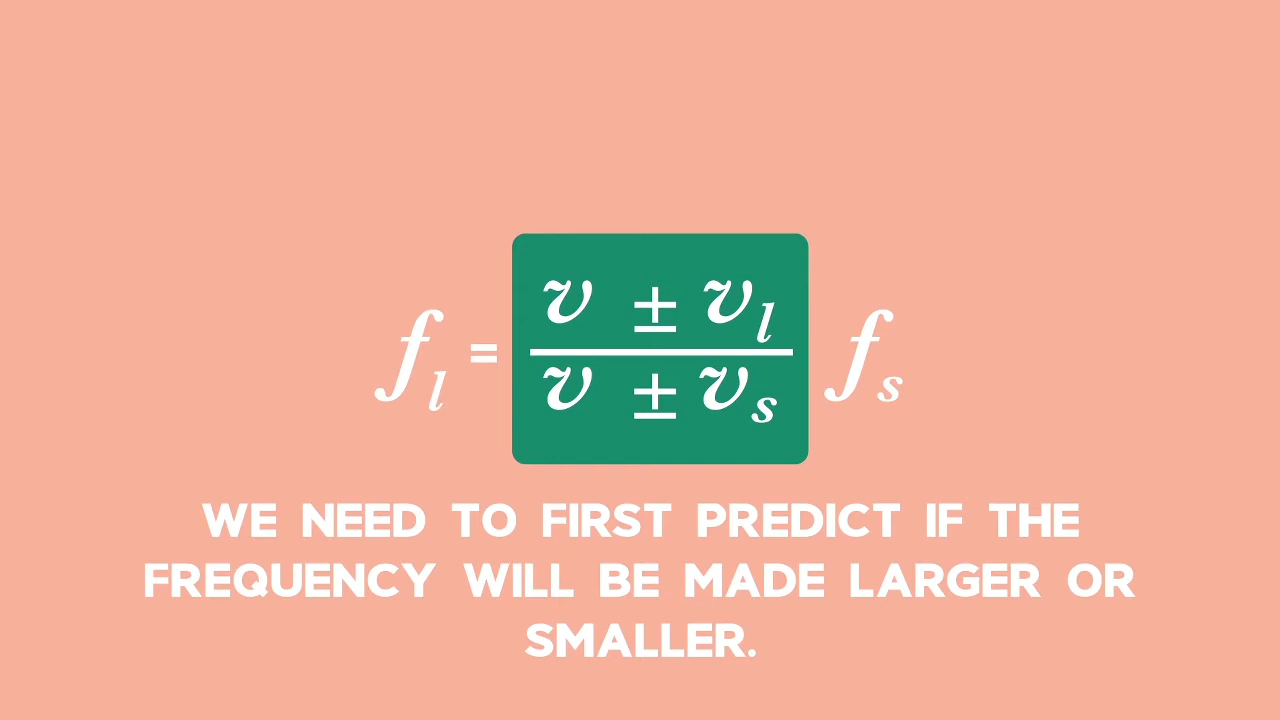 f_l = (v ± v_l) / (v ± v_s) f_s
WE NEED TO FIRST PREDICT IF THE
FREQUENCY WILL BE MADE LARGER OR
SMALLER.